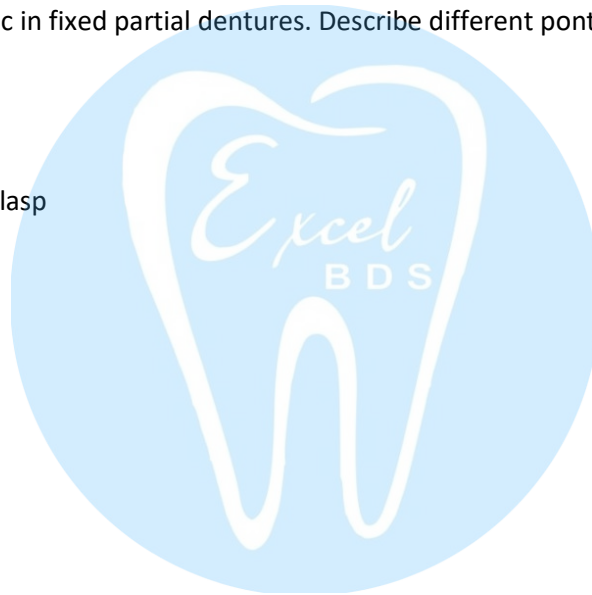 c in fixed partial dentures. Describe different pont
lasp
Excel
BDS